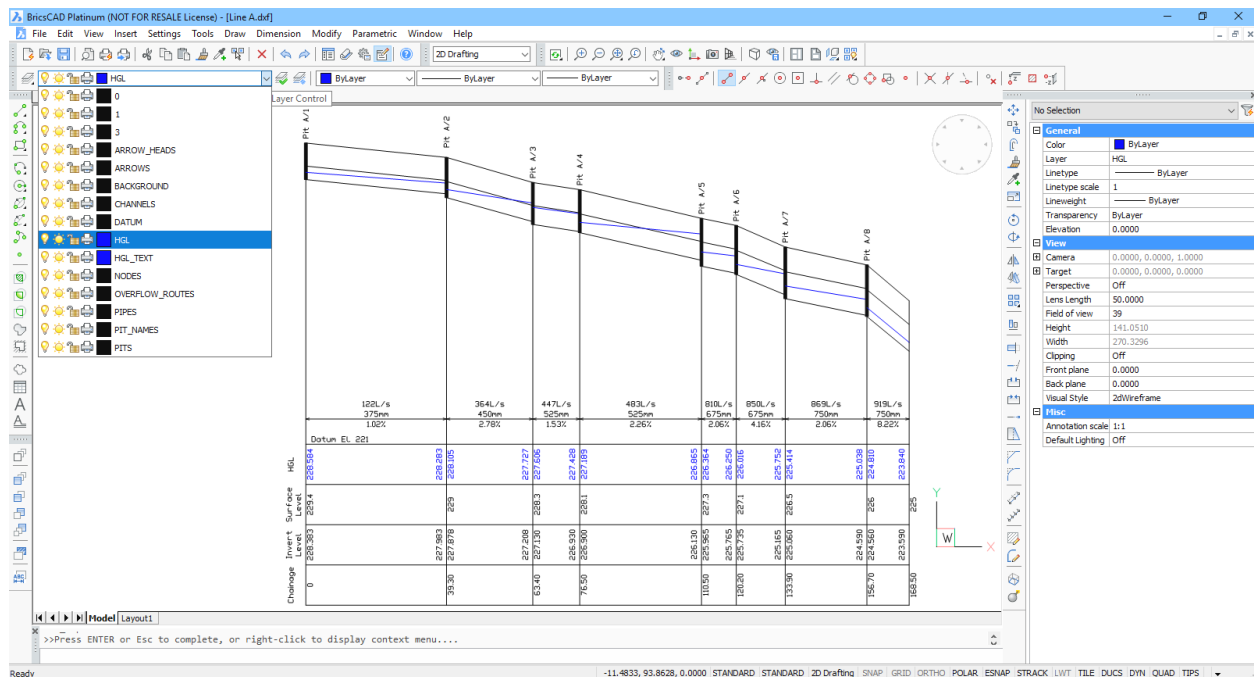 BricsCAD Platinum (NOT FOR RESALE License) - [Line A.dxf]
File Edit View Insert Settings Tools Draw Dimension Modify Parametric Window Help
2D Drafting
HGL ByLayer ByLayer ByLayer
Layer Control
0
1
3
ARROW_HEADS
ARROWS
BACKGROUND
CHANNELS
DATUM
HGL
HGL_TEXT
NODES
OVERFLOW_ROUTES
PIPES
PIT_NAMES
PITS
Pit A/1
Pit A/2
Pit A/3
Pit A/4
Pit A/5
Pit A/6
Pit A/7
Pit A/8
122L/s 364L/s 447L/s 483L/s 810L/s 850L/s 869L/s 919L/s
375mm 450mm 525mm 525mm 675mm 675mm 750mm 750mm
1.02% 2.78% 1.53% 2.26% 2.06% 4.16% 2.06% 8.22%
Datum EL 221
HGL 228.584 228.283 228.105 227.727 227.606 227.428 227.189 226.865 226.364 226.250 226.016 225.752 225.414 225.038 224.810 223.840
Surface Level 229.4 229 228.3 228.1 227.3 227.1 226.5 226 225
Invert Level 228.383 227.983 227.878 227.208 227.130 226.930 226.900 226.130 225.965 225.765 225.735 225.165 225.060 224.590 224.560 223.590
Chainage 0 39.30 63.40 76.50 110.50 120.20 133.90 156.70 168.50
Y
W
X
No Selection
General
Color ByLayer
Layer HGL
Linetype ByLayer
Linetype scale 1
Lineweight ByLayer
Transparency ByLayer
Elevation 0.0000
View
Camera 0.0000, 0.0000, 1.0000
Target 0.0000, 0.0000, 0.0000
Perspective Off
Lens Length 50.0000
Field of view 39
Height 141.0510
Width 270.3296
Clipping Off
Front plane 0.0000
Back plane 0.0000
Visual Style 2dWireframe
Misc
Annotation scale 1:1
Default Lighting Off
Model Layout1
>>Press ENTER or Esc to complete, or right-click to display context menu....
Ready -11.4833, 93.8628, 0.0000 STANDARD STANDARD 2D Drafting SNAP GRID ORTHO POLAR ESNAP STRACK LWT TILE DUCS DYN QUAD TIPS